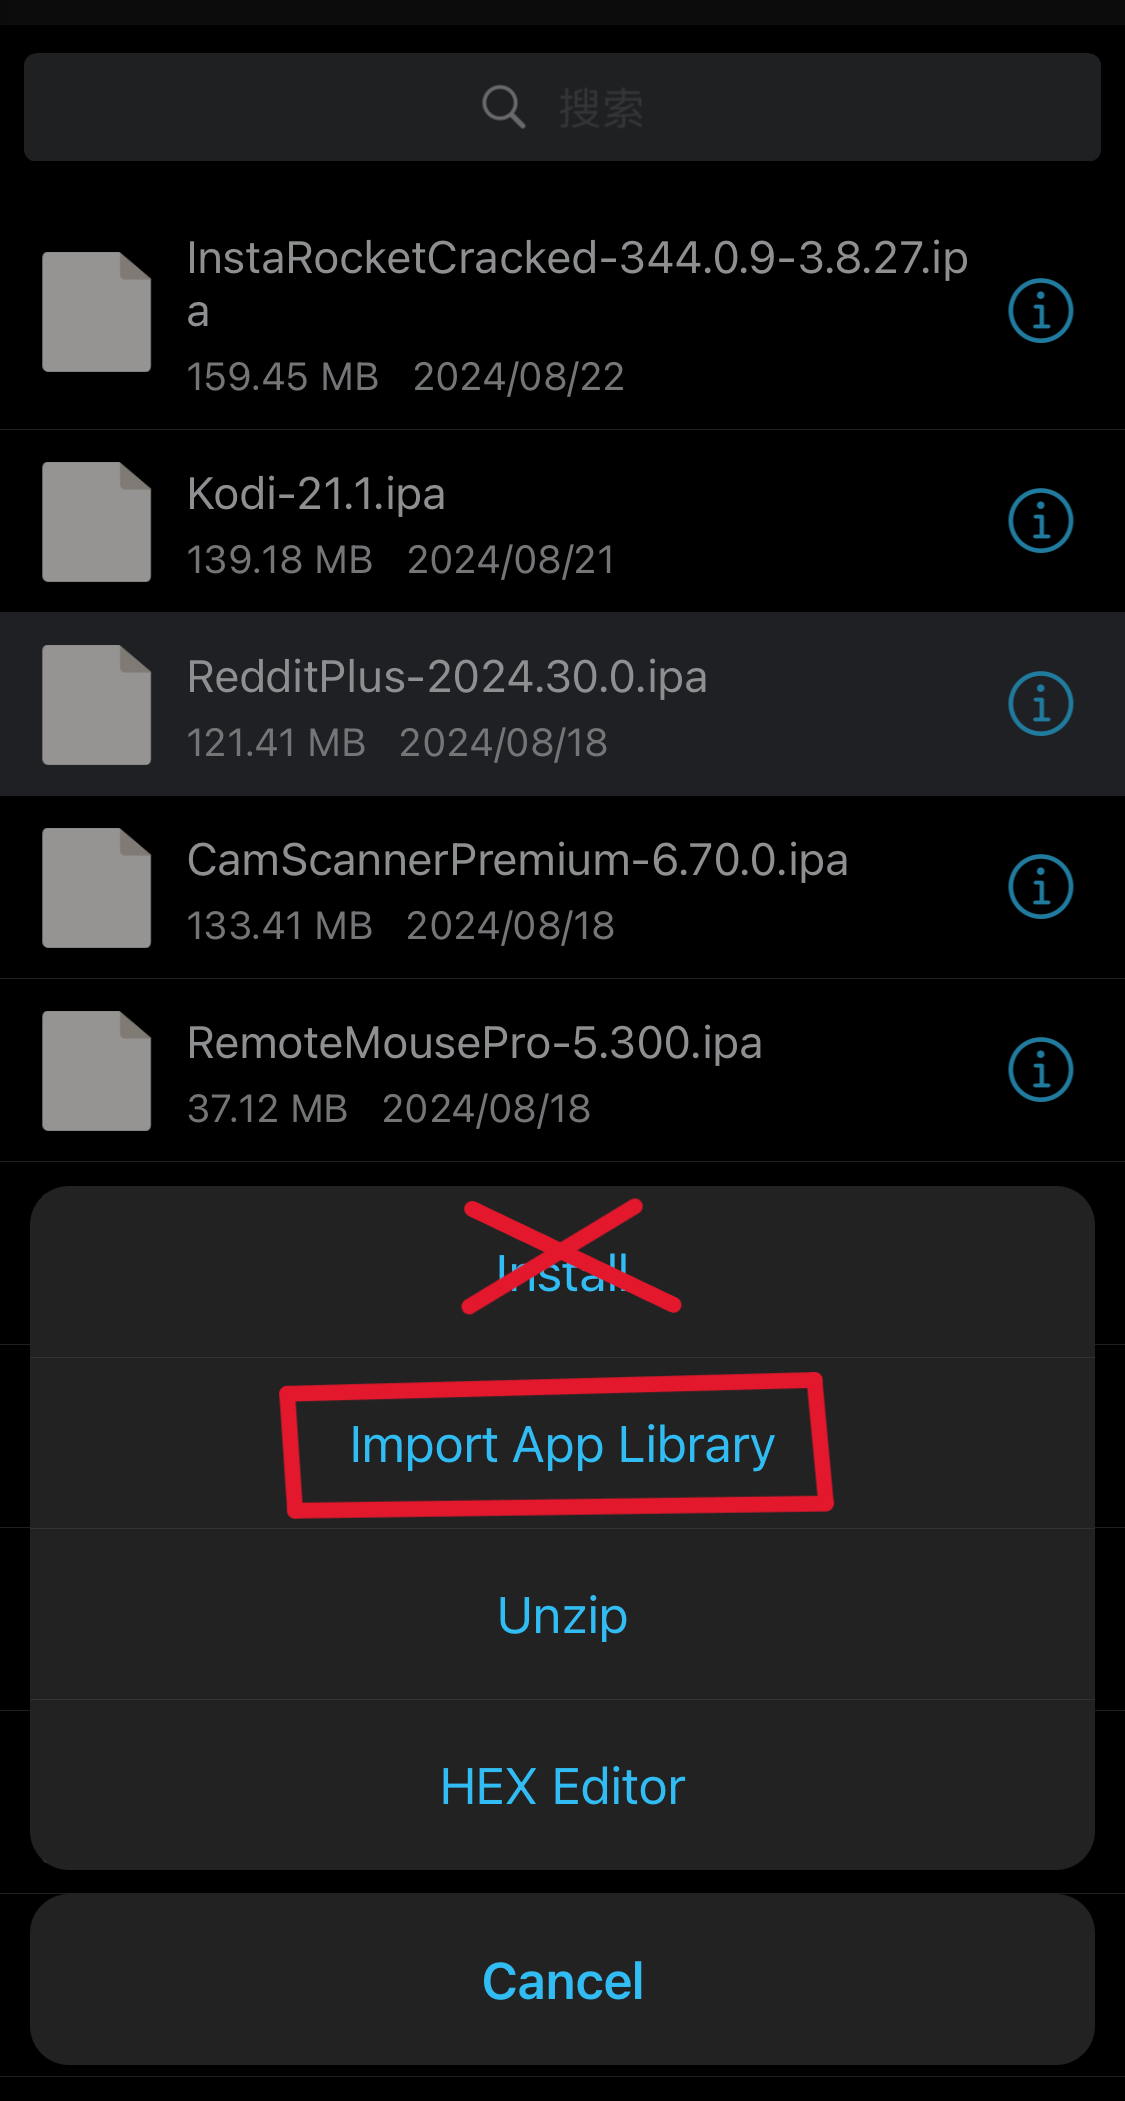 搜索
InstaRocketCracked-344.0.9-3.8.27.ip
a
159.45 MB 2024/08/22
Kodi-21.1.ipa
139.18 MB 2024/08/21
RedditPlus-2024.30.0.ipa
121.41 MB 2024/08/18
CamScannerPremium-6.70.0.ipa
133.41 MB 2024/08/18
RemoteMousePro-5.300.ipa
37.12 MB 2024/08/18
Install
Import App Library
Unzip
HEX Editor
Cancel